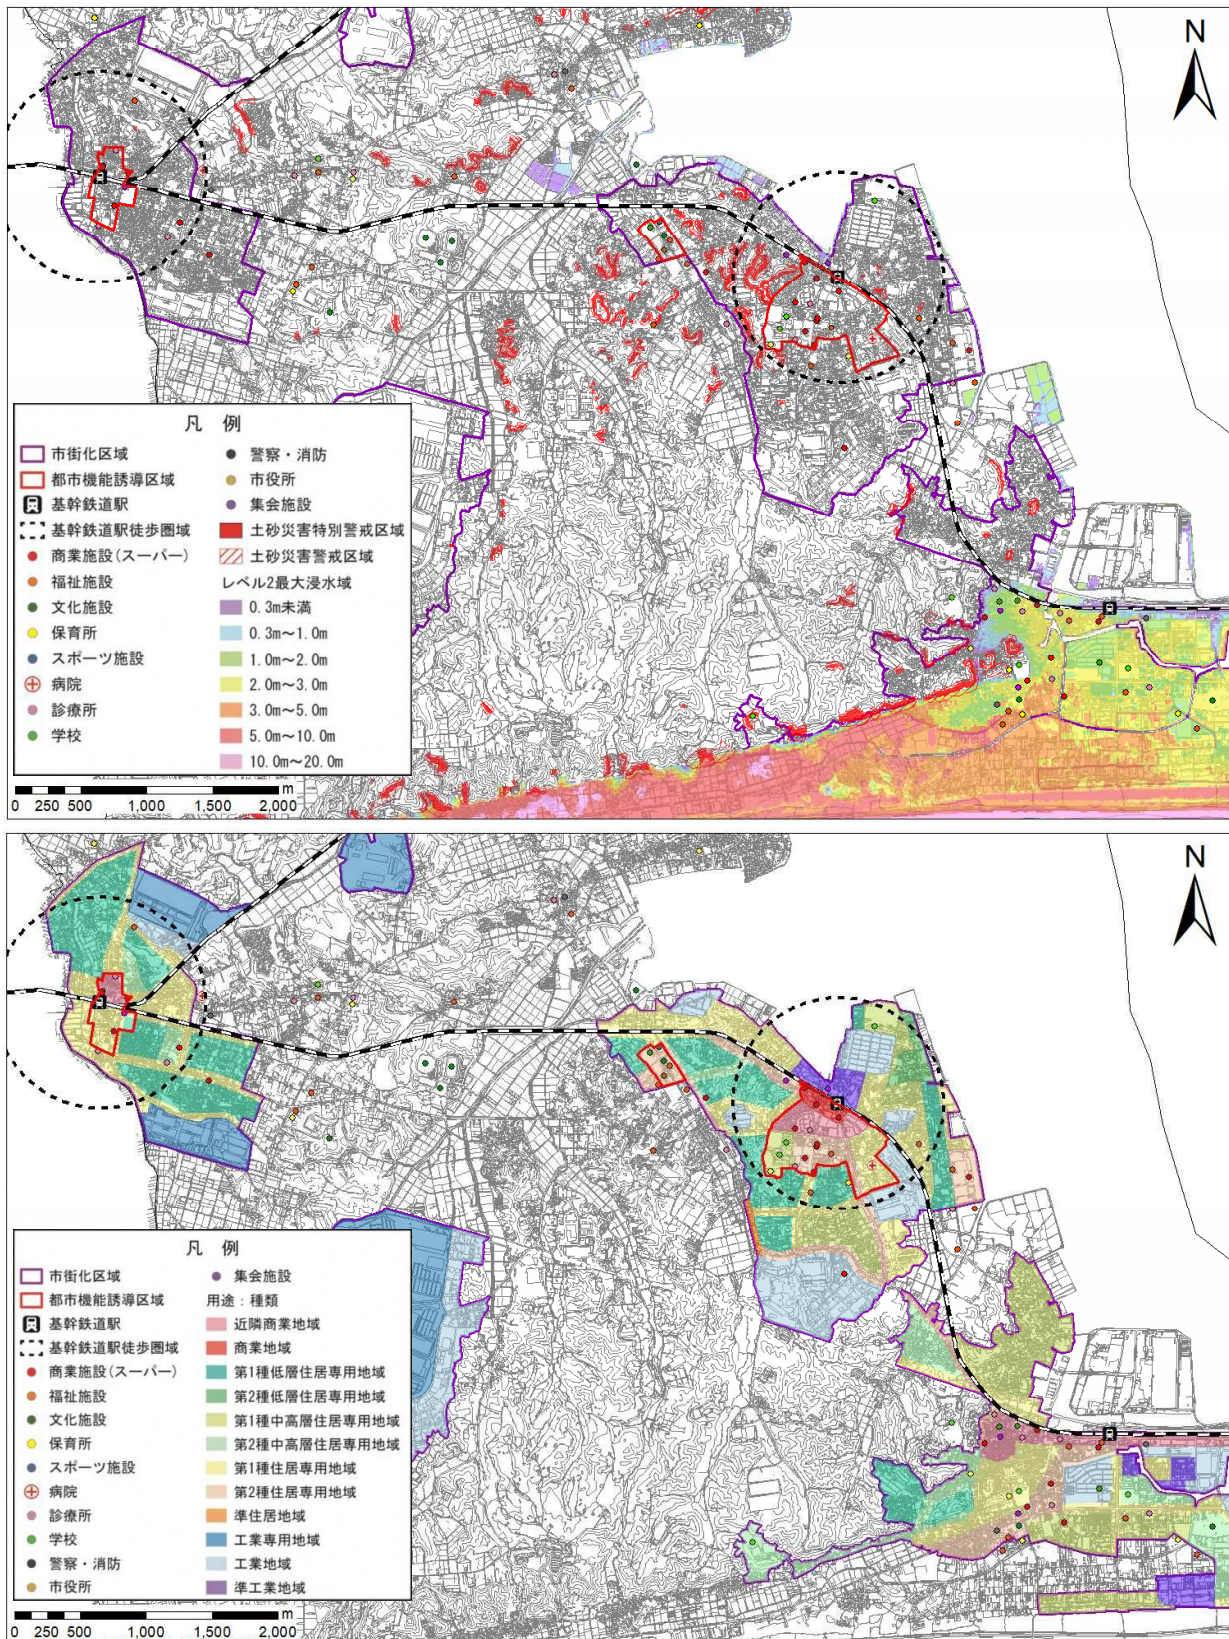 N
凡 例
市街化区域
都市機能誘導区域
基幹鉄道駅
基幹鉄道駅徒歩圏域
商業施設(スーパー)
福祉施設
文化施設
保育所
スポーツ施設
病院
診療所
学校
警察・消防
市役所
集会施設
土砂災害特別警戒区域
土砂災害警戒区域
レベル2最大浸水域
0.3m未満
0.3m～1.0m
1.0m～2.0m
2.0m～3.0m
3.0m～5.0m
5.0m～10.0m
10.0m～20.0m
0 250 500 1,000 1,500 2,000 m
N
凡 例
市街化区域
都市機能誘導区域
基幹鉄道駅
基幹鉄道駅徒歩圏域
商業施設(スーパー)
福祉施設
文化施設
保育所
スポーツ施設
病院
診療所
学校
警察・消防
市役所
集会施設
用途：種類
近隣商業地域
商業地域
第1種低層住居専用地域
第2種低層住居専用地域
第1種中高層住居専用地域
第2種中高層住居専用地域
第1種住居専用地域
第2種住居専用地域
準住居地域
工業専用地域
工業地域
準工業地域
0 250 500 1,000 1,500 2,000 m